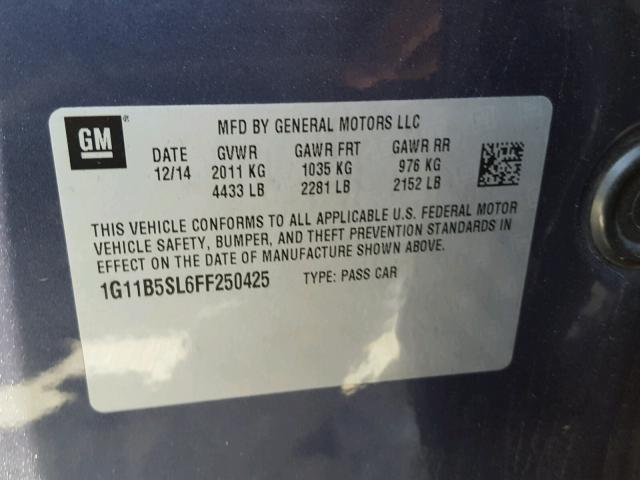 GM
MFD BY GENERAL MOTORS LLC
DATE GVWR GAWR FRT GAWR RR
12/14 2011 KG 1035 KG 976 KG
4433 LB 2281 LB 2152 LB
THIS VEHICLE CONFORMS TO ALL APPLICABLE U.S. FEDERAL MOTOR
VEHICLE SAFETY, BUMPER, AND THEFT PREVENTION STANDARDS IN
EFFECT ON THE DATE OF MANUFACTURE SHOWN ABOVE.
1G11B5SL6FF250425 TYPE: PASS CAR